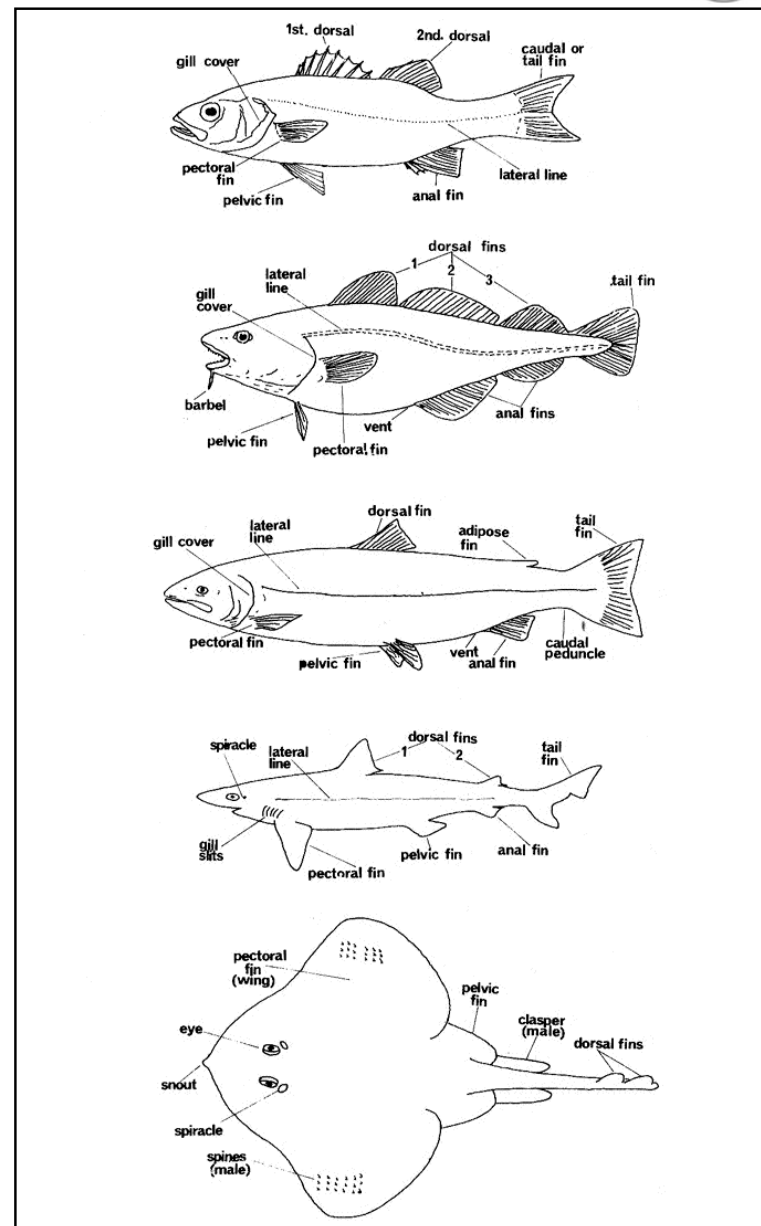 1st. dorsal
2nd. dorsal
caudal or
tail fin
gill cover
pectoral
fin
pelvic fin
anal fin
lateral line
dorsal fins
1
2
3
lateral
line
gill
cover
tail fin
barbel
pelvic fin
pectoral fin
vent
anal fins
dorsal fin
lateral
line
gill cover
adipose
fin
tail
fin
pectoral fin
pelvic fin
vent
anal fin
caudal
peduncle
spiracle
lateral
line
dorsal fins
1
2
tail
fin
gill
slits
pectoral fin
pelvic fin
anal fin
pectoral
fin
(wing)
pelvic
fin
clasper
(male)
dorsal fins
eye
snout
spiracle
spines
(male)